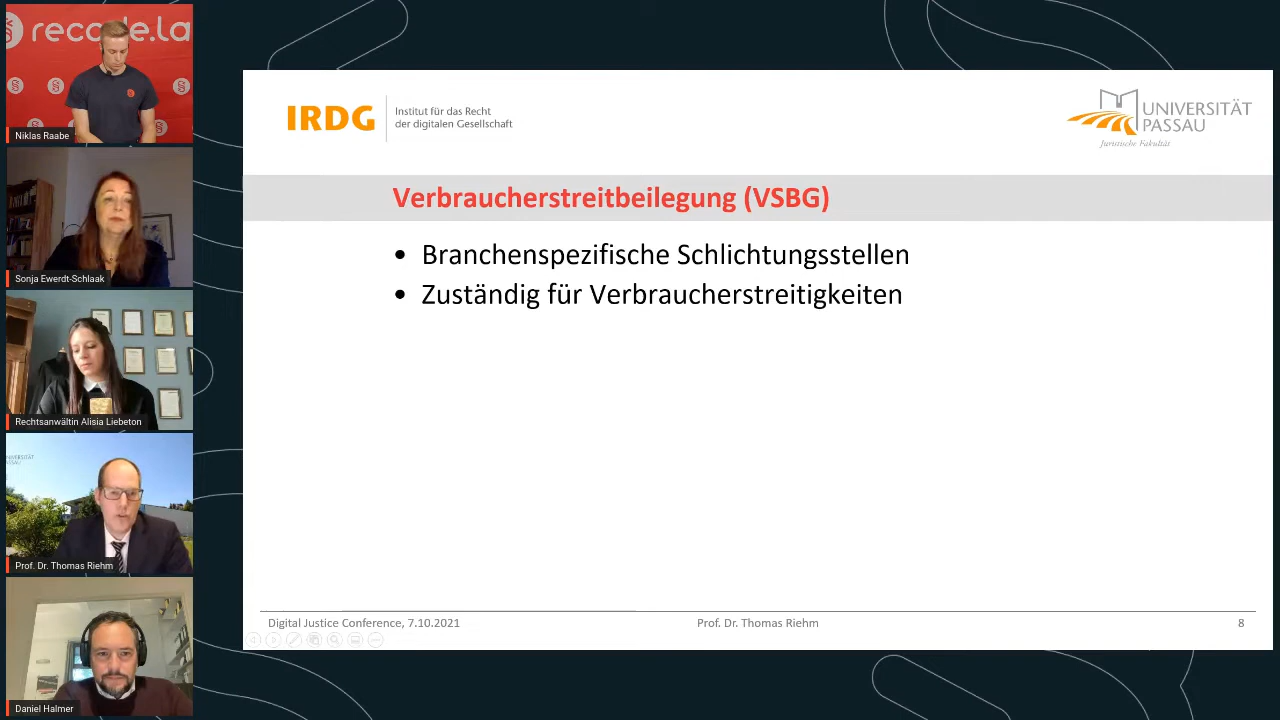 recode.la
Niklas Raabe
Sonja Ewerdt-Schlaak
Rechtsanwältin Alisia Liebeton
UNIVERSITÄT
PASSAU
Prof. Dr. Thomas Riehm
Daniel Halmer
IRDG
Institut für das Recht
der digitalen Gesellschaft
UNIVERSITÄT
PASSAU
Juristische Fakultät
Verbraucherstreitbeilegung (VSBG)
• Branchenspezifische Schlichtungsstellen
• Zuständig für Verbraucherstreitigkeiten
Digital Justice Conference, 7.10.2021
Prof. Dr. Thomas Riehm
8